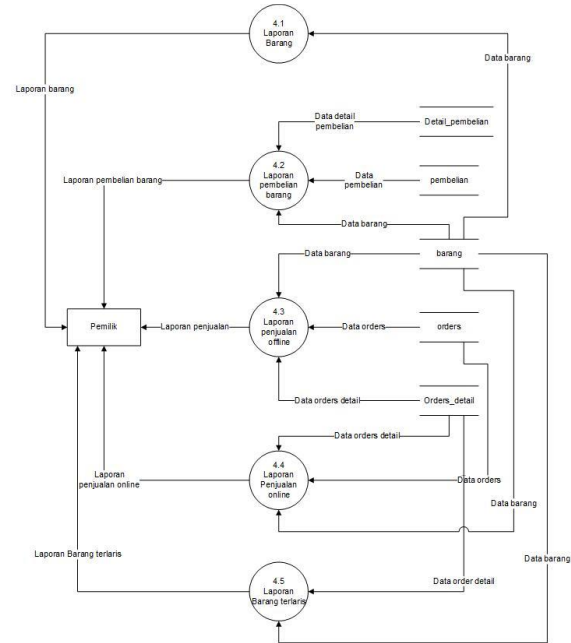 4.1
Laporan
Barang
Data barang
Laporan barang
Data detail
pembelian
Detail_pembelian
4.2
Laporan
pembelian
barang
Data
pembelian
pembelian
Laporan pembelian barang
Data barang
Data barang
barang
Pemilik
Laporan penjualan
4.3
Laporan
penjualan
offline
Data orders
orders
Data orders detail
Orders_detail
Data orders detail
4.4
Laporan
Penjualan
online
Laporan
penjualan online
Data orders
Data barang
Laporan Barang terlaris
Data barang
4.5
Laporan
Barang terlaris
Data order detail